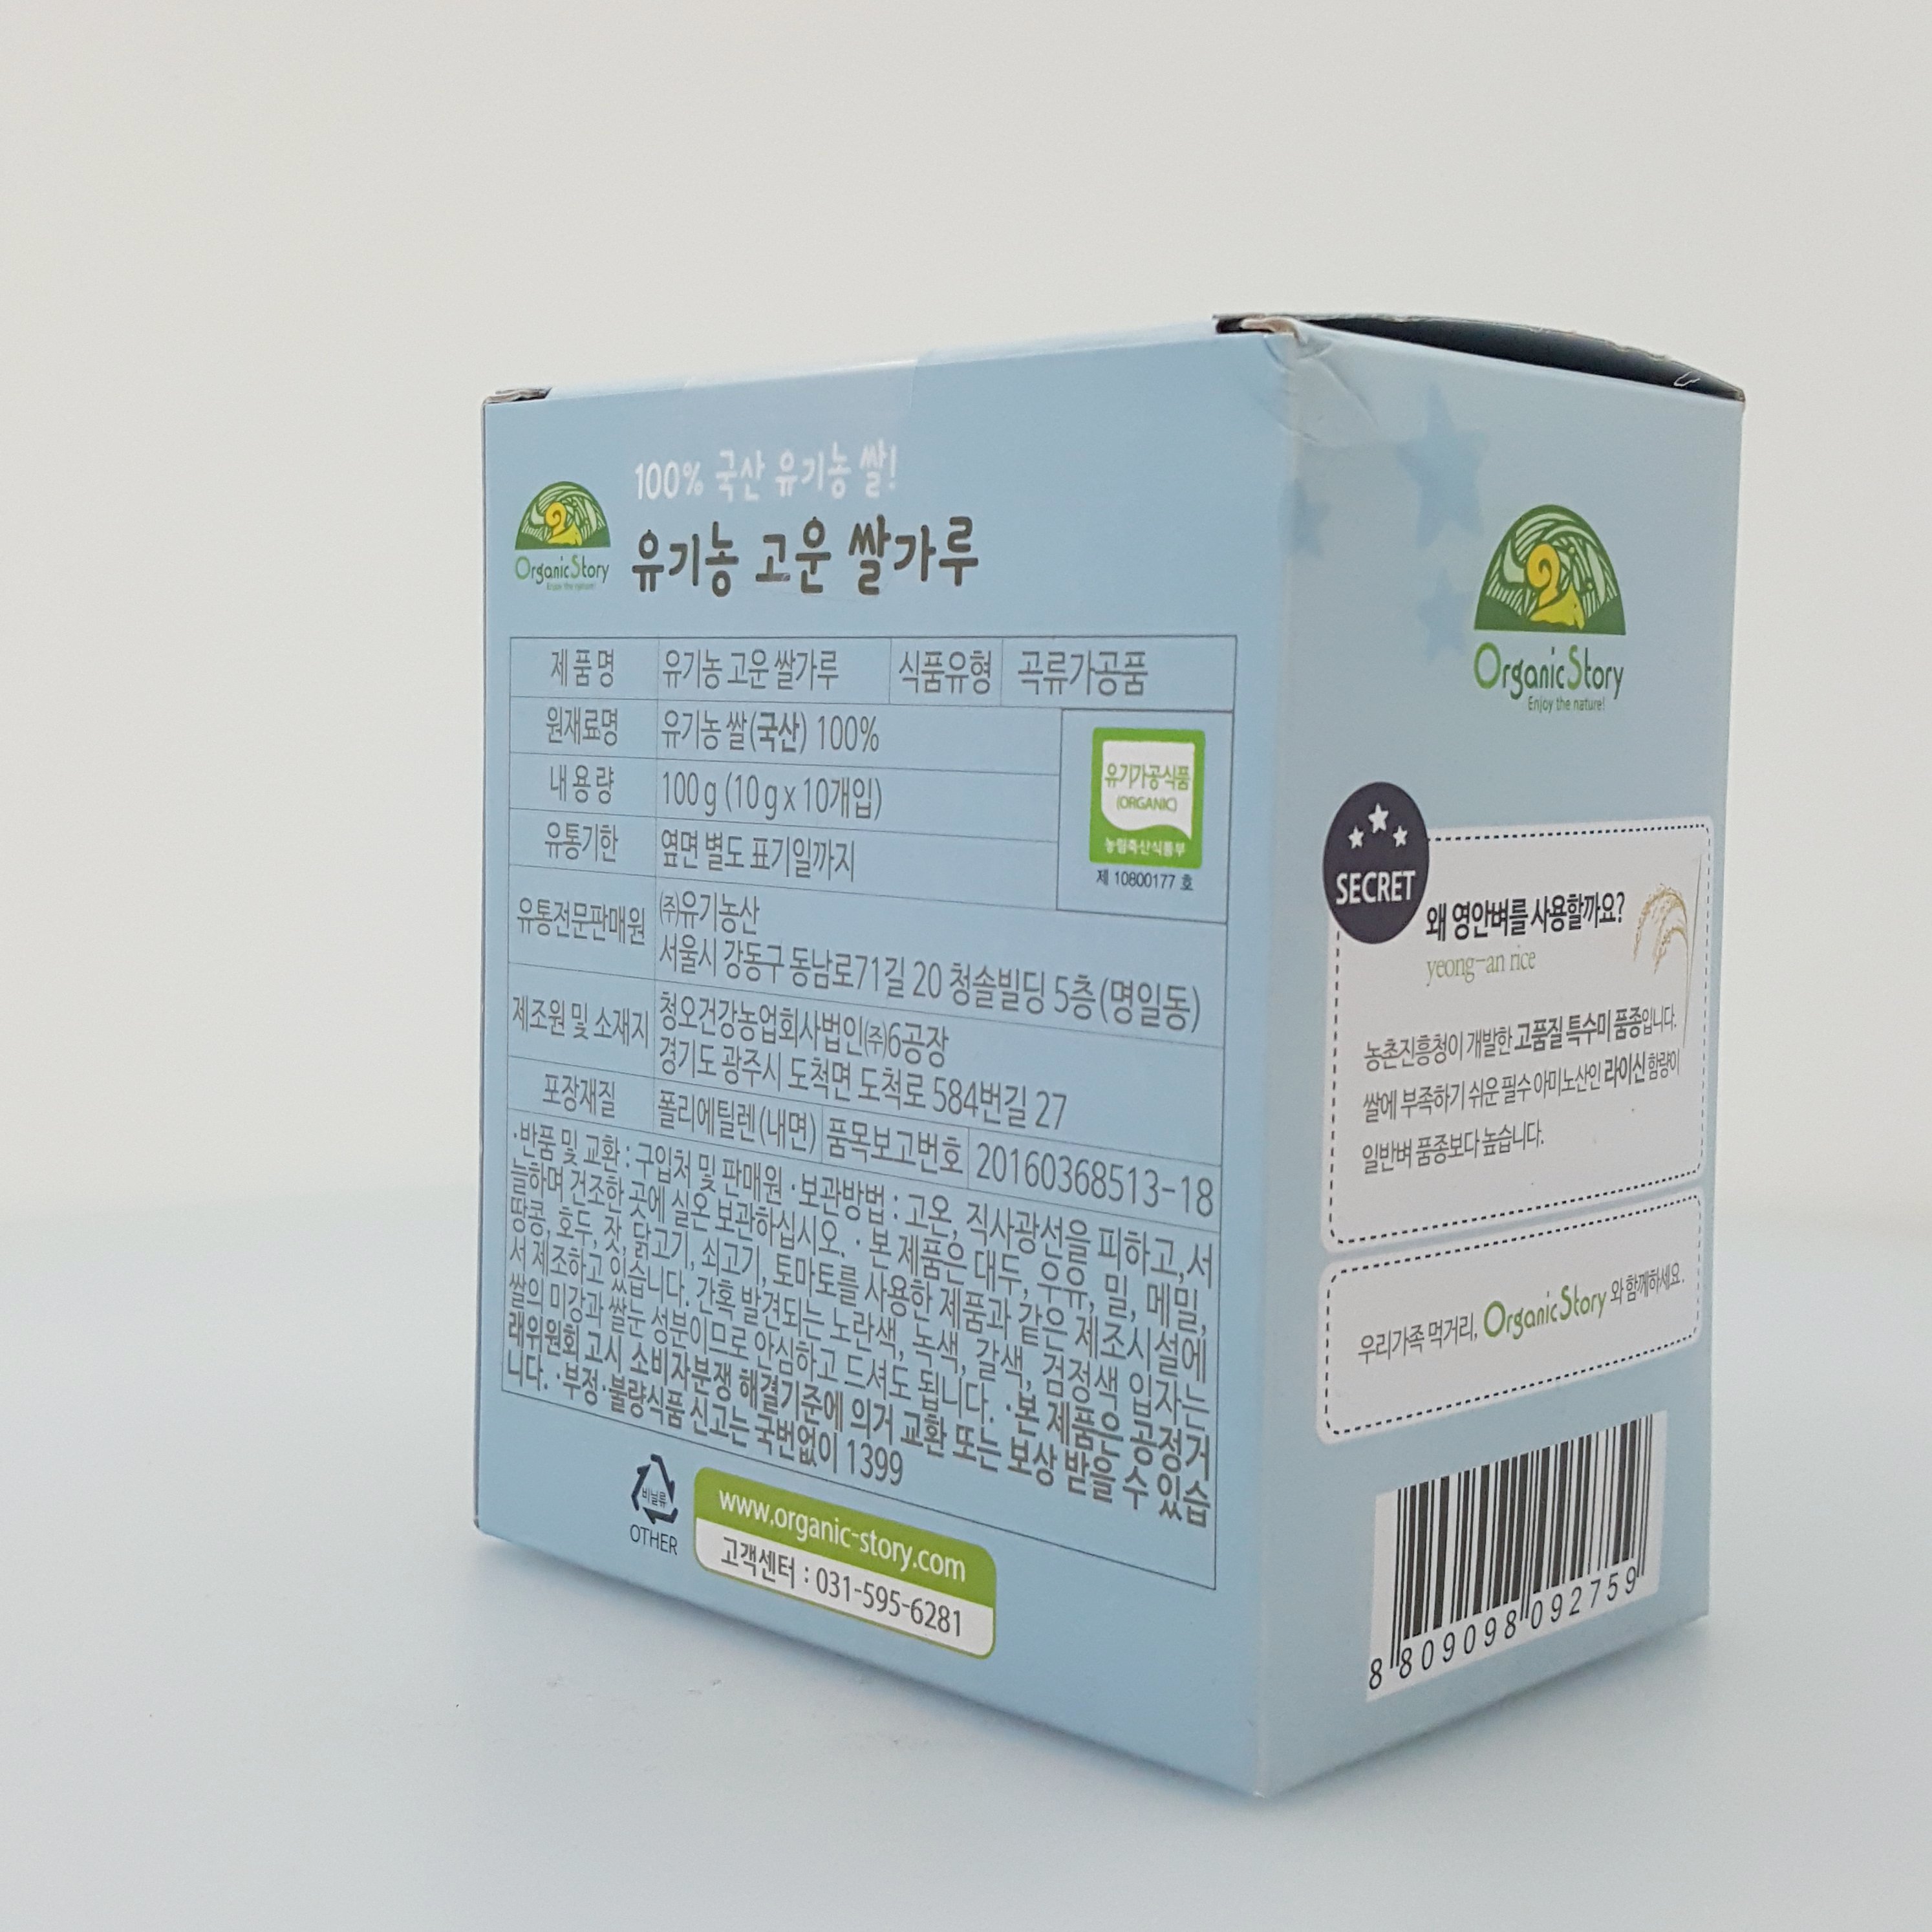 100% 국산 유기농 쌀!
유기농 고운 쌀가루
OrganicStory
Enjoy the nature!
제품명 유기농 고운 쌀가루 식품유형 곡류가공품
원재료명 유기농 쌀(국산) 100%
내용량 100g (10g x 10개입)
유통기한 옆면 별도 표기일까지
유기가공식품
(ORGANIC)
농림축산식품부
제 10800177 호
유통전문판매원 ㈜유기농산
서울시 강동구 동남로71길 20 청솔빌딩 5층(명일동)
제조원 및 소재지 청오건강농업회사법인㈜6공장
경기도 광주시 도척면 도척로 584번길 27
포장재질 폴리에틸렌(내면) 품목보고번호 20160368513-18
·반품 및 교환 : 구입처 및 판매원 ·보관방법 : 고온, 직사광선을 피하고, 서
늘하며 건조한 곳에 실온 보관하십시오. ·본 제품은 대두, 우유, 밀, 메밀,
땅콩, 호두, 잣, 닭고기, 쇠고기, 토마토를 사용한 제품과 같은 제조시설에
서 제조하고 있습니다. 간혹 발견되는 노란색, 녹색, 갈색, 검정색 입자는
쌀의 미강과 쌀눈 성분이므로 안심하고 드셔도 됩니다. ·본 제품은 공정거
래위원회 고시 소비자분쟁 해결기준에 의거 교환 또는 보상 받을 수 있습
니다. ·부정·불량식품 신고는 국번없이 1399
비닐류
OTHER
www.organic-story.com
고객센터 : 031-595-6281
OrganicStory
Enjoy the nature!
SECRET
왜 영안벼를 사용할까요?
yeong-an rice
농촌진흥청이 개발한 고품질 특수미 품종입니다.
쌀에 부족하기 쉬운 필수 아미노산인 라이신 함량이
일반벼 품종보다 높습니다.
우리가족 먹거리, OrganicStory 와 함께하세요.
8 809098 092759